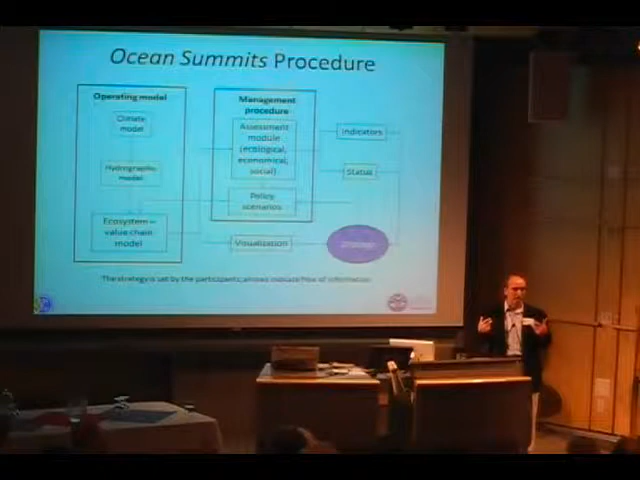 Ocean Summits Procedure
Operating model
Climate
model
Hydrographic
model
Ecosystem –
value chain
model
Management
procedure
Assessment
module
(ecological,
economical,
social)
Policy
scenarios
Visualization
Indicators
Status
Strategy
The strategy is set by the participants; arrows indicate flow of information